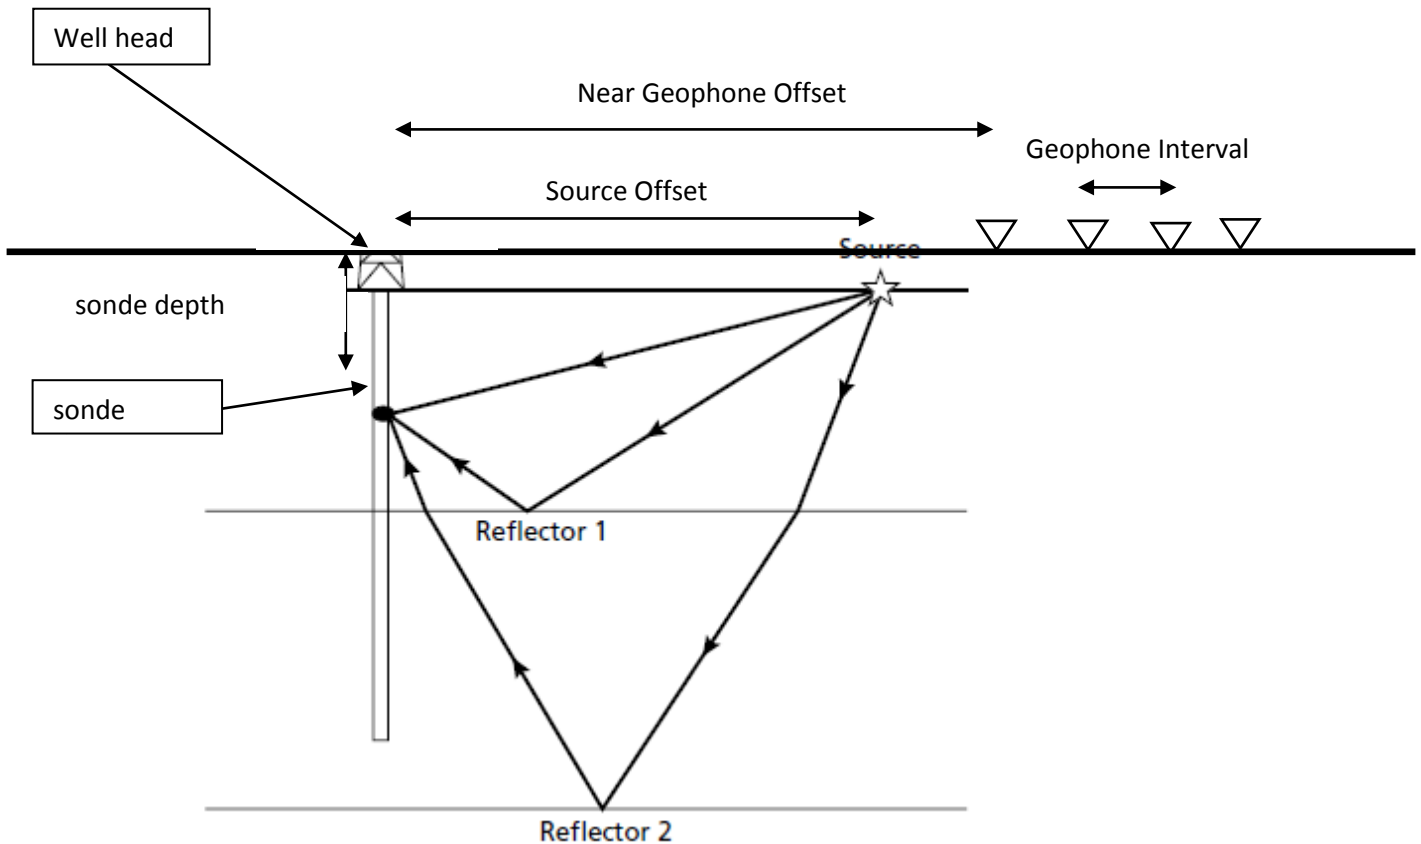 Well head
Near Geophone Offset
Geophone Interval
Source Offset
Source
sonde depth
sonde
Reflector 1
Reflector 2